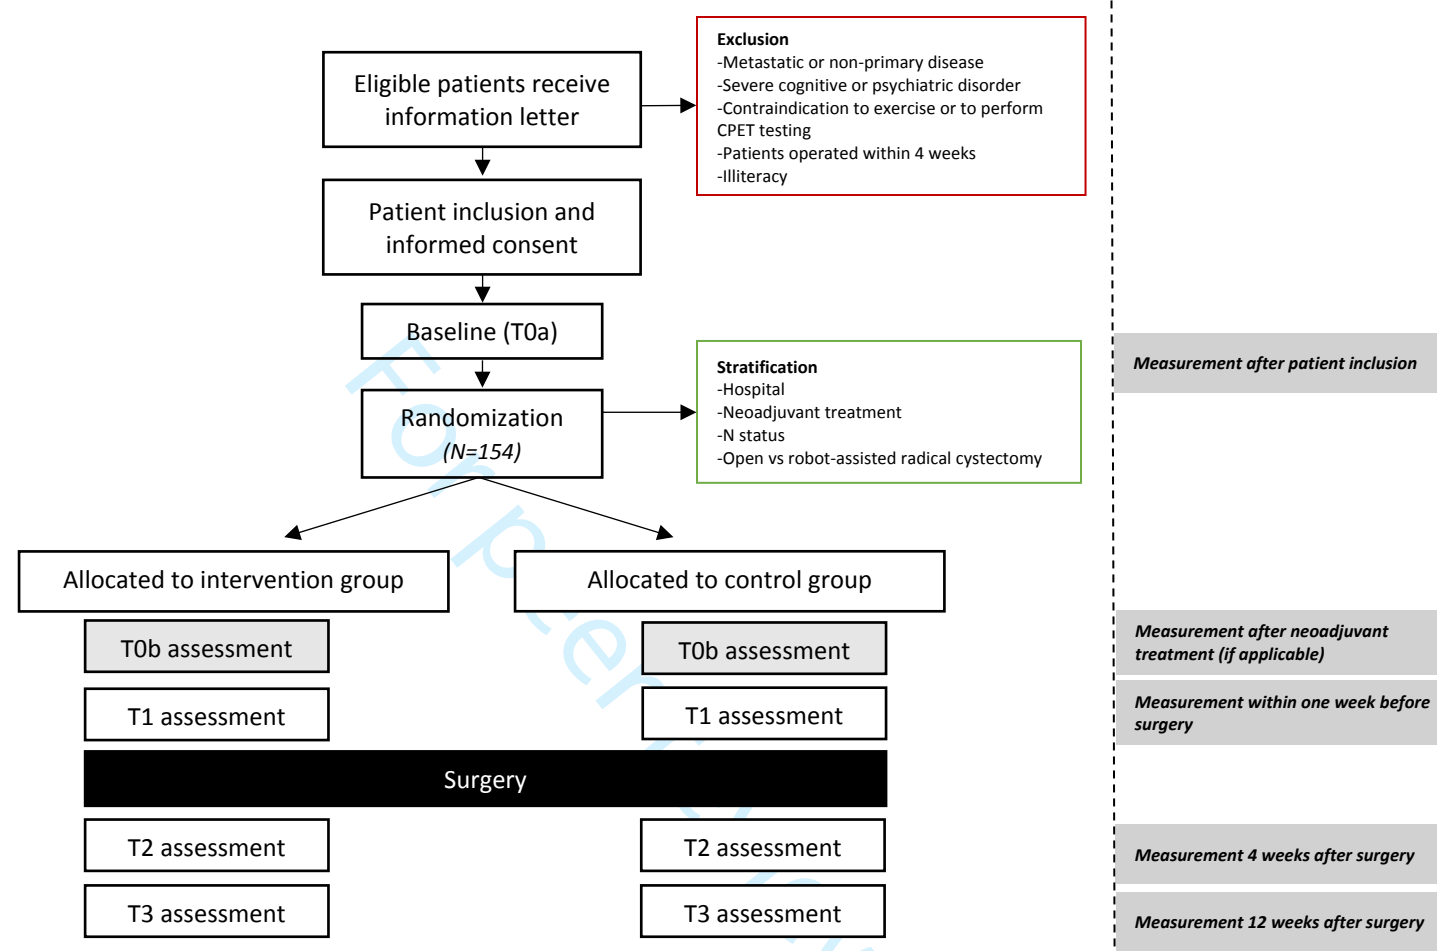 Eligible patients receive
information letter
Exclusion
-Metastatic or non-primary disease
-Severe cognitive or psychiatric disorder
-Contraindication to exercise or to perform
CPET testing
-Patients operated within 4 weeks
-Illiteracy
Patient inclusion and
informed consent
Baseline (T0a)
Measurement after patient inclusion
Randomization
(N=154)
Stratification
-Hospital
-Neoadjuvant treatment
-N status
-Open vs robot-assisted radical cystectomy
Allocated to intervention group
Allocated to control group
T0b assessment
T0b assessment
Measurement after neoadjuvant
treatment (if applicable)
T1 assessment
T1 assessment
Measurement within one week before
surgery
Surgery
T2 assessment
T2 assessment
Measurement 4 weeks after surgery
T3 assessment
T3 assessment
Measurement 12 weeks after surgery
For peer